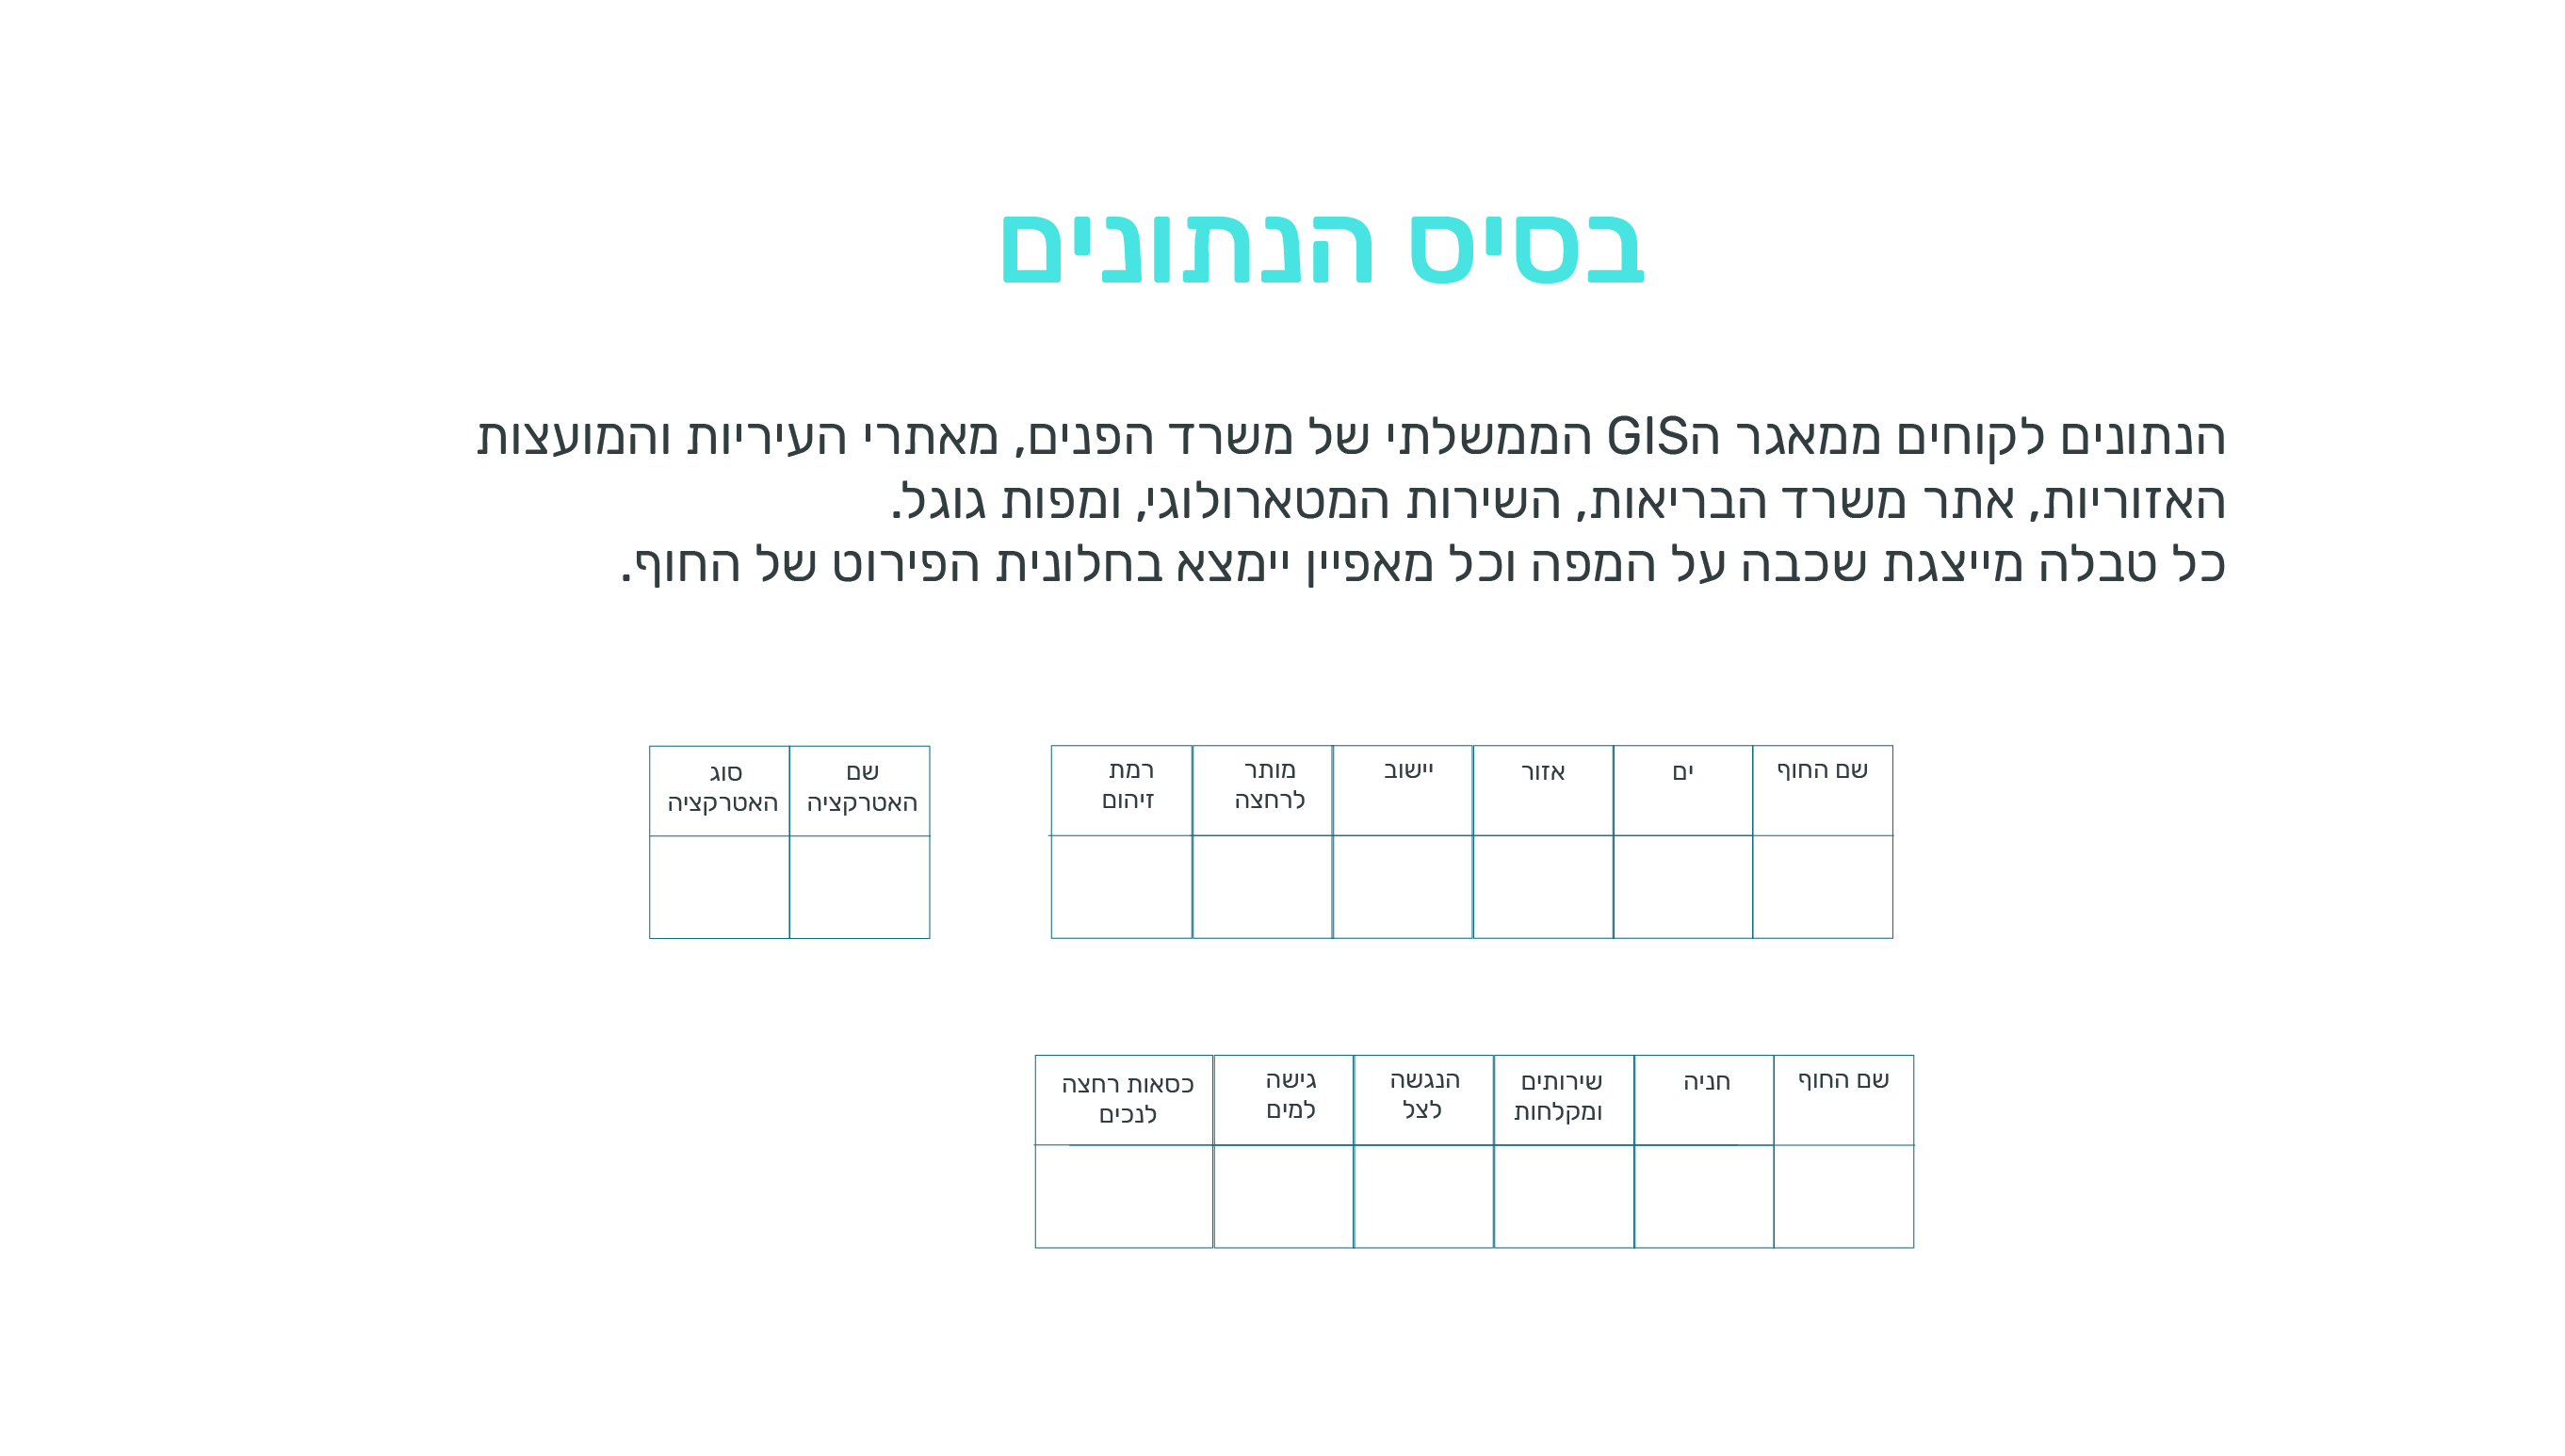 בסיס הנתונים
הנתונים לקוחים ממאגר הGIS הממשלתי של משרד הפנים, מאתרי העיריות והמועצות
האזוריות, אתר משרד הבריאות, השירות המטארולוגי, ומפות גוגל.
כל טבלה מייצגת שכבה על המפה וכל מאפיין יימצא בחלונית הפירוט של החוף.
שם החוף
ים
אזור
יישוב
מותר
לרחצה
רמת
זיהום
שם
האטרקציה
סוג
האטרקציה
שם החוף
חניה
שירותים
ומקלחות
הנגשה
לצל
גישה
למים
כסאות רחצה
לנכים